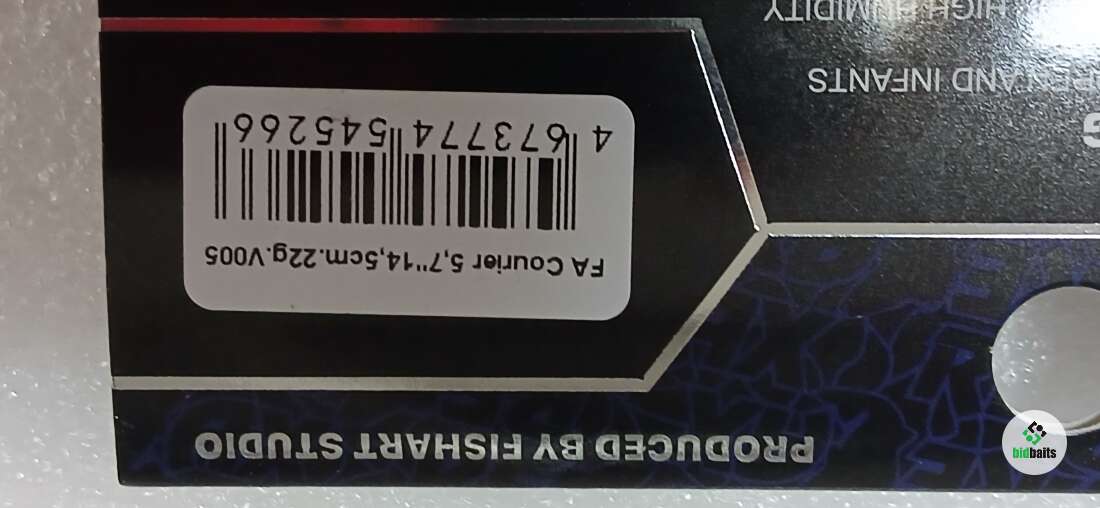 PRODUCED BY FISHART STUDIO
FA Courier 5,7"14,5cm.22g.V005
4 673774 545266
AND INFANTS
HIGH HUMIDITY
bidbaits